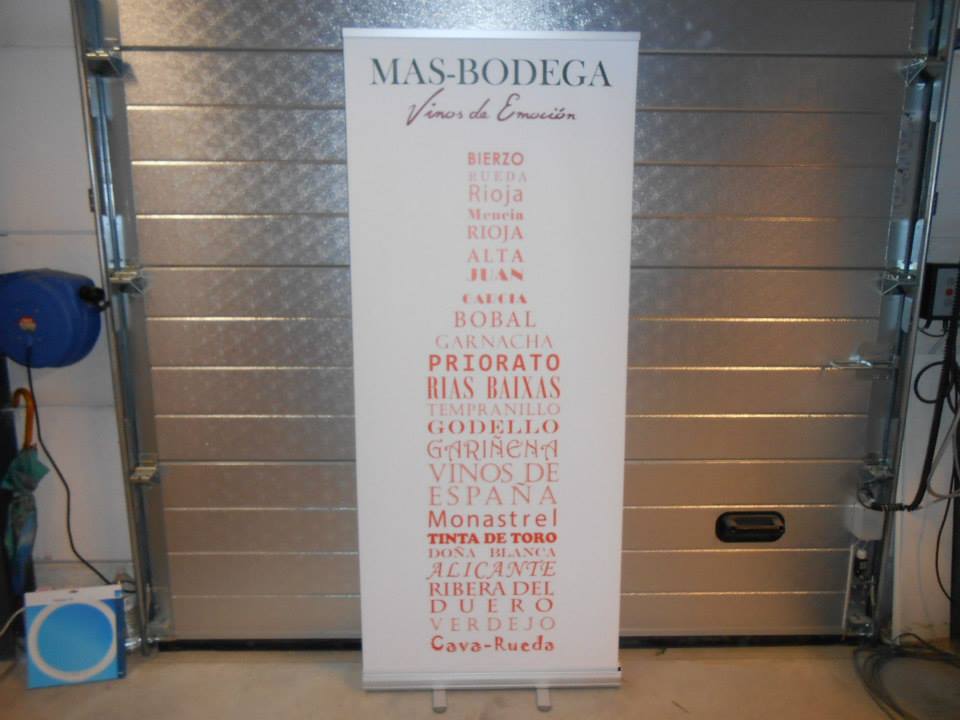 MAS-BODEGA
Vinos de Emoción
BIERZO
RUEDA
Rioja
Mencia
RIOJA
ALTA
JUAN
GARCIA
BOBAL
GARNACHA
PRIORATO
RIAS BAIXAS
TEMPRANILLO
GODELLO
GARIÑENA
VINOS DE
ESPAÑA
Monastrel
TINTA DE TORO
DOÑA BLANCA
ALICANTE
RIBERA DEL
DUERO
VERDEJO
Cava-Rueda